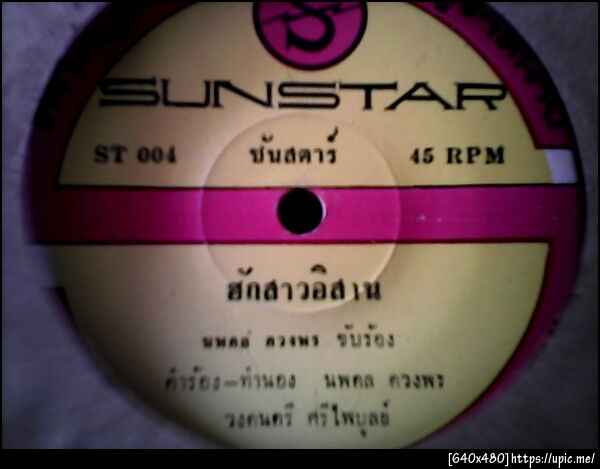 SUNSTAR
ST 004 ซันสตาร์ 45 RPM
ฮักสาวอิสาน
นพดล ดวงพร ขับร้อง
คำร้อง-ทำนอง นพดล ดวงพร
วงดนตรี ศรีไพบูลย์
[640x480]https://upic.me/